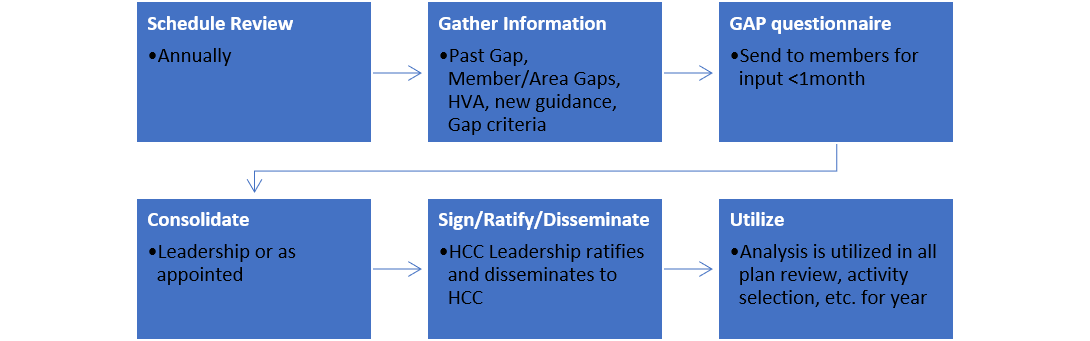 Schedule Review
•Annually
Gather Information
•Past Gap,
Member/Area Gaps,
HVA, new guidance,
Gap criteria
GAP questionnaire
•Send to members for
input <1month
Consolidate
•Leadership or as
appointed
Sign/Ratify/Disseminate
•HCC Leadership ratifies
and disseminates to
HCC
Utilize
•Analysis is utilized in all
plan review, activity
selection, etc. for year